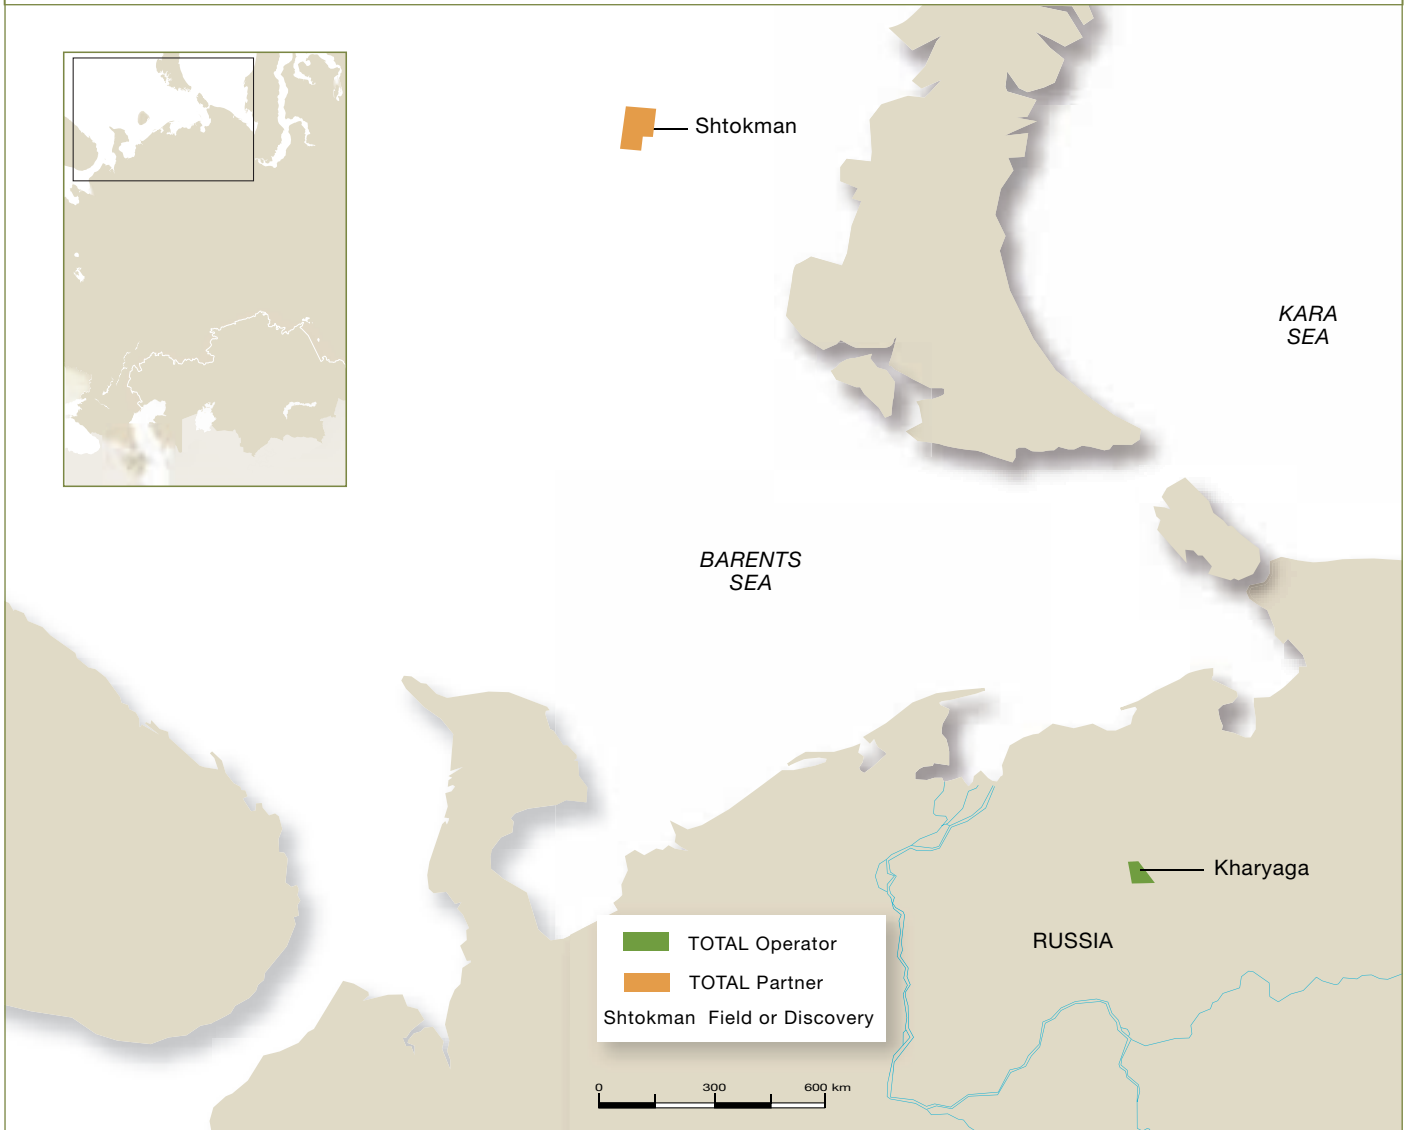 Shtokman
KARA
SEA
BARENTS
SEA
Kharyaga
RUSSIA
TOTAL Operator
TOTAL Partner
Shtokman Field or Discovery
0 300 600 km